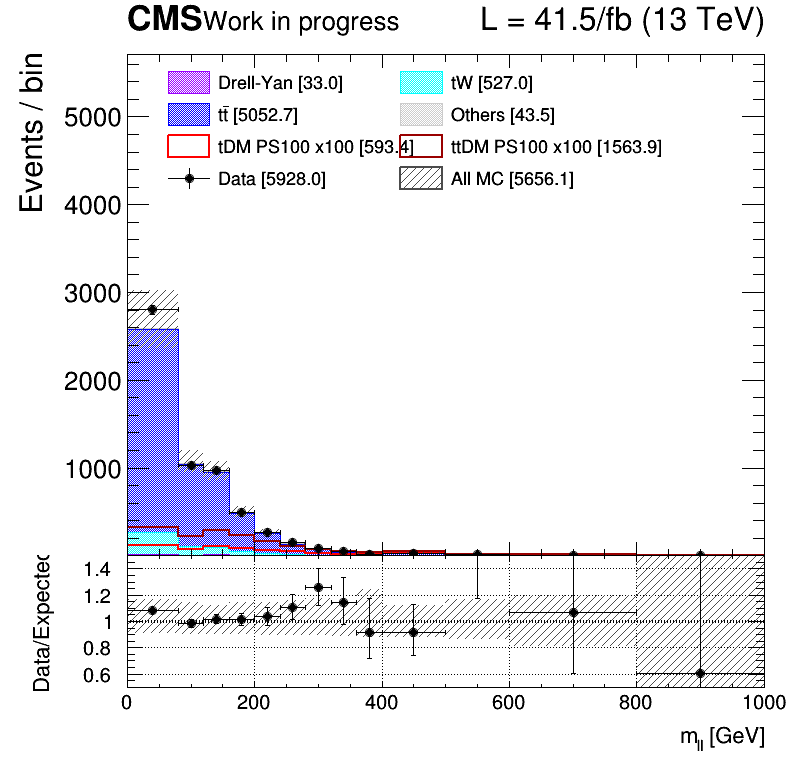 CMS Work in progress L = 41.5/fb (13 TeV)
Events / bin
Drell-Yan [33.0] tW [527.0]
tt̄ [5052.7] Others [43.5]
tDM PS100 x100 [593.4] ttDM PS100 x100 [1563.9]
Data [5928.0] All MC [5656.1]
5000
4000
3000
2000
1000
Data/Expected
1.4
1.2
1
0.8
0.6
0 200 400 600 800 1000
m_ll [GeV]